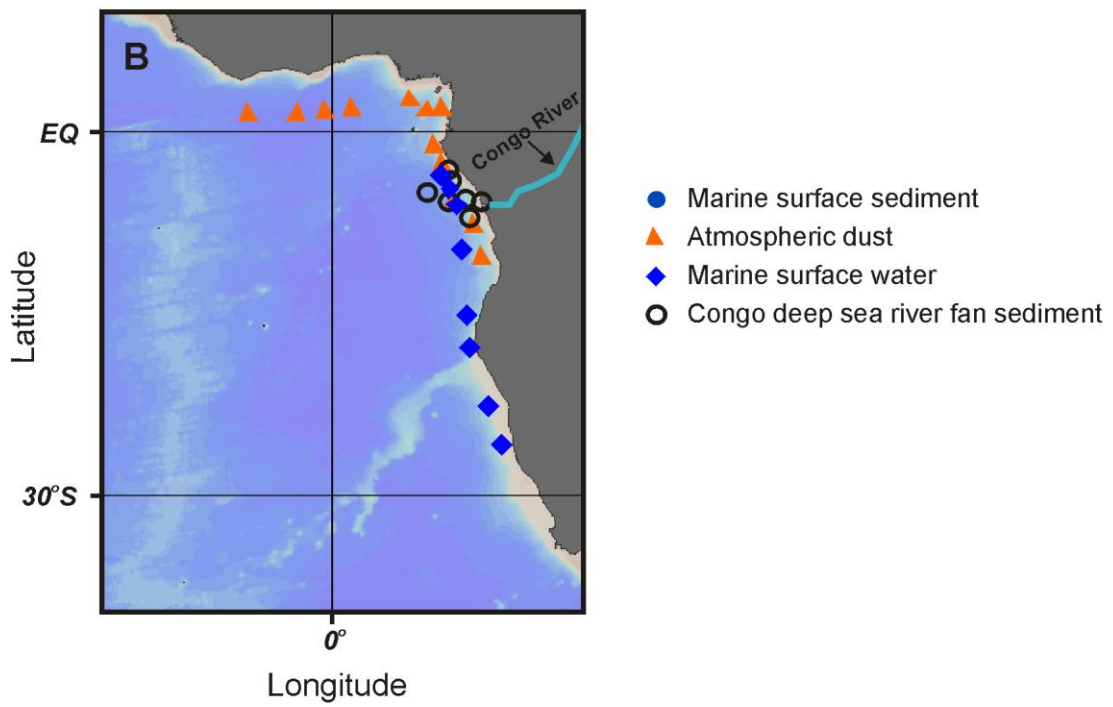 B
EQ
Congo River
Latitude
30°S
0°
Longitude
Marine surface sediment
Atmospheric dust
Marine surface water
Congo deep sea river fan sediment